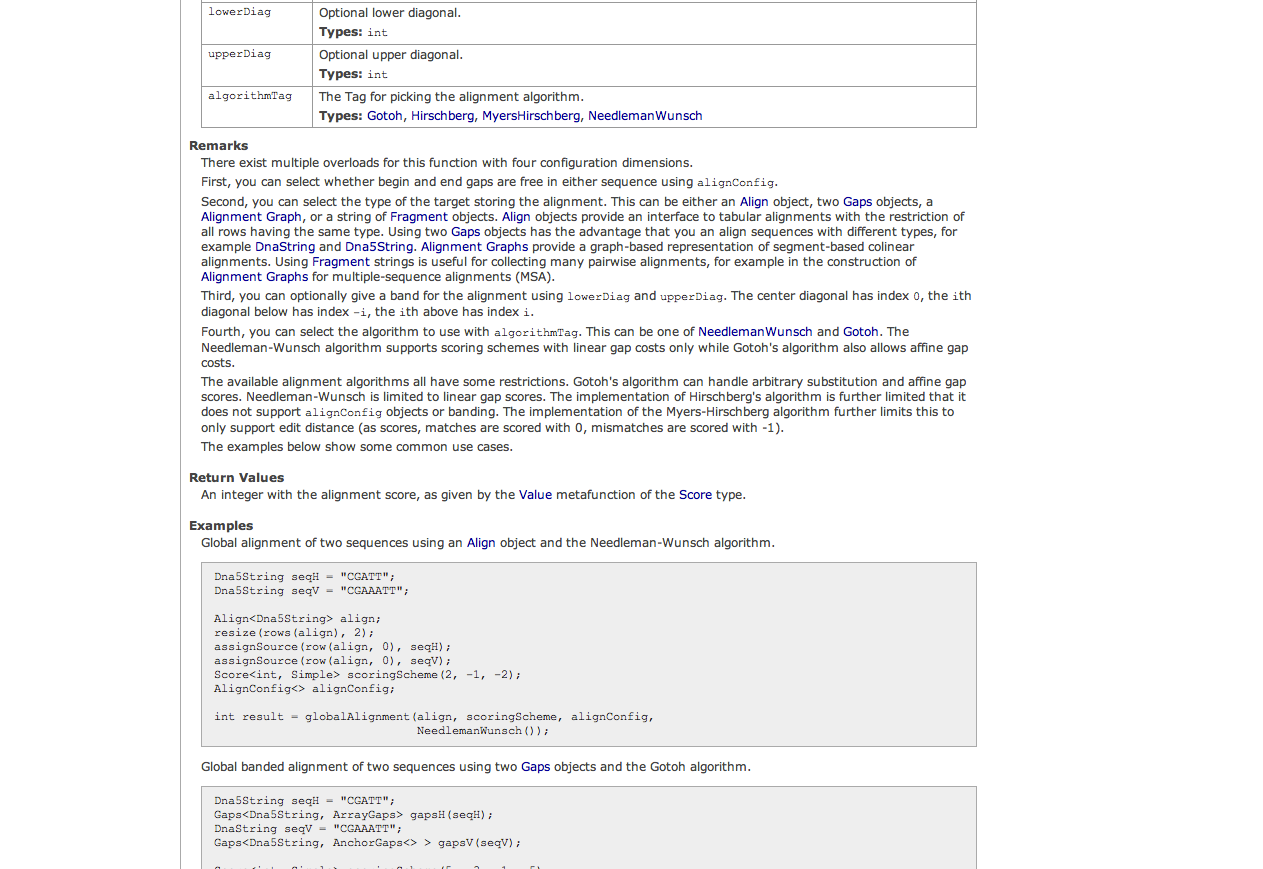 lowerDiag
Optional lower diagonal.
Types: int
upperDiag
Optional upper diagonal.
Types: int
algorithmTag
The Tag for picking the alignment algorithm.
Types: Gotoh, Hirschberg, MyersHirschberg, NeedlemanWunsch
Remarks
There exist multiple overloads for this function with four configuration dimensions.
First, you can select whether begin and end gaps are free in either sequence using alignConfig.
Second, you can select the type of the target storing the alignment. This can be either an Align object, two Gaps objects, a
Alignment Graph, or a string of Fragment objects. Align objects provide an interface to tabular alignments with the restriction of
all rows having the same type. Using two Gaps objects has the advantage that you an align sequences with different types, for
example DnaString and Dna5String. Alignment Graphs provide a graph-based representation of segment-based colinear
alignments. Using Fragment strings is useful for collecting many pairwise alignments, for example in the construction of
Alignment Graphs for multiple-sequence alignments (MSA).
Third, you can optionally give a band for the alignment using lowerDiag and upperDiag. The center diagonal has index 0, the ith
diagonal below has index -i, the ith above has index i.
Fourth, you can select the algorithm to use with algorithmTag. This can be one of NeedlemanWunsch and Gotoh. The
Needleman-Wunsch algorithm supports scoring schemes with linear gap costs only while Gotoh's algorithm also allows affine gap
costs.
The available alignment algorithms all have some restrictions. Gotoh's algorithm can handle arbitrary substitution and affine gap
scores. Needleman-Wunsch is limited to linear gap scores. The implementation of Hirschberg's algorithm is further limited that it
does not support alignConfig objects or banding. The implementation of the Myers-Hirschberg algorithm further limits this to
only support edit distance (as scores, matches are scored with 0, mismatches are scored with -1).
The examples below show some common use cases.
Return Values
An integer with the alignment score, as given by the Value metafunction of the Score type.
Examples
Global alignment of two sequences using an Align object and the Needleman-Wunsch algorithm.
Dna5String seqH = "CGATT";
Dna5String seqV = "CGAAATT";
Align<Dna5String> align;
resize(rows(align), 2);
assignSource(row(align, 0), seqH);
assignSource(row(align, 0), seqV);
Score<int, Simple> scoringScheme(2, -1, -2);
AlignConfig<> alignConfig;
int result = globalAlignment(align, scoringScheme, alignConfig,
NeedlemanWunsch());
Global banded alignment of two sequences using two Gaps objects and the Gotoh algorithm.
Dna5String seqH = "CGATT";
Gaps<Dna5String, ArrayGaps> gapsH(seqH);
DnaString seqV = "CGAAATT";
Gaps<Dna5String, AnchorGaps<> > gapsV(seqV);